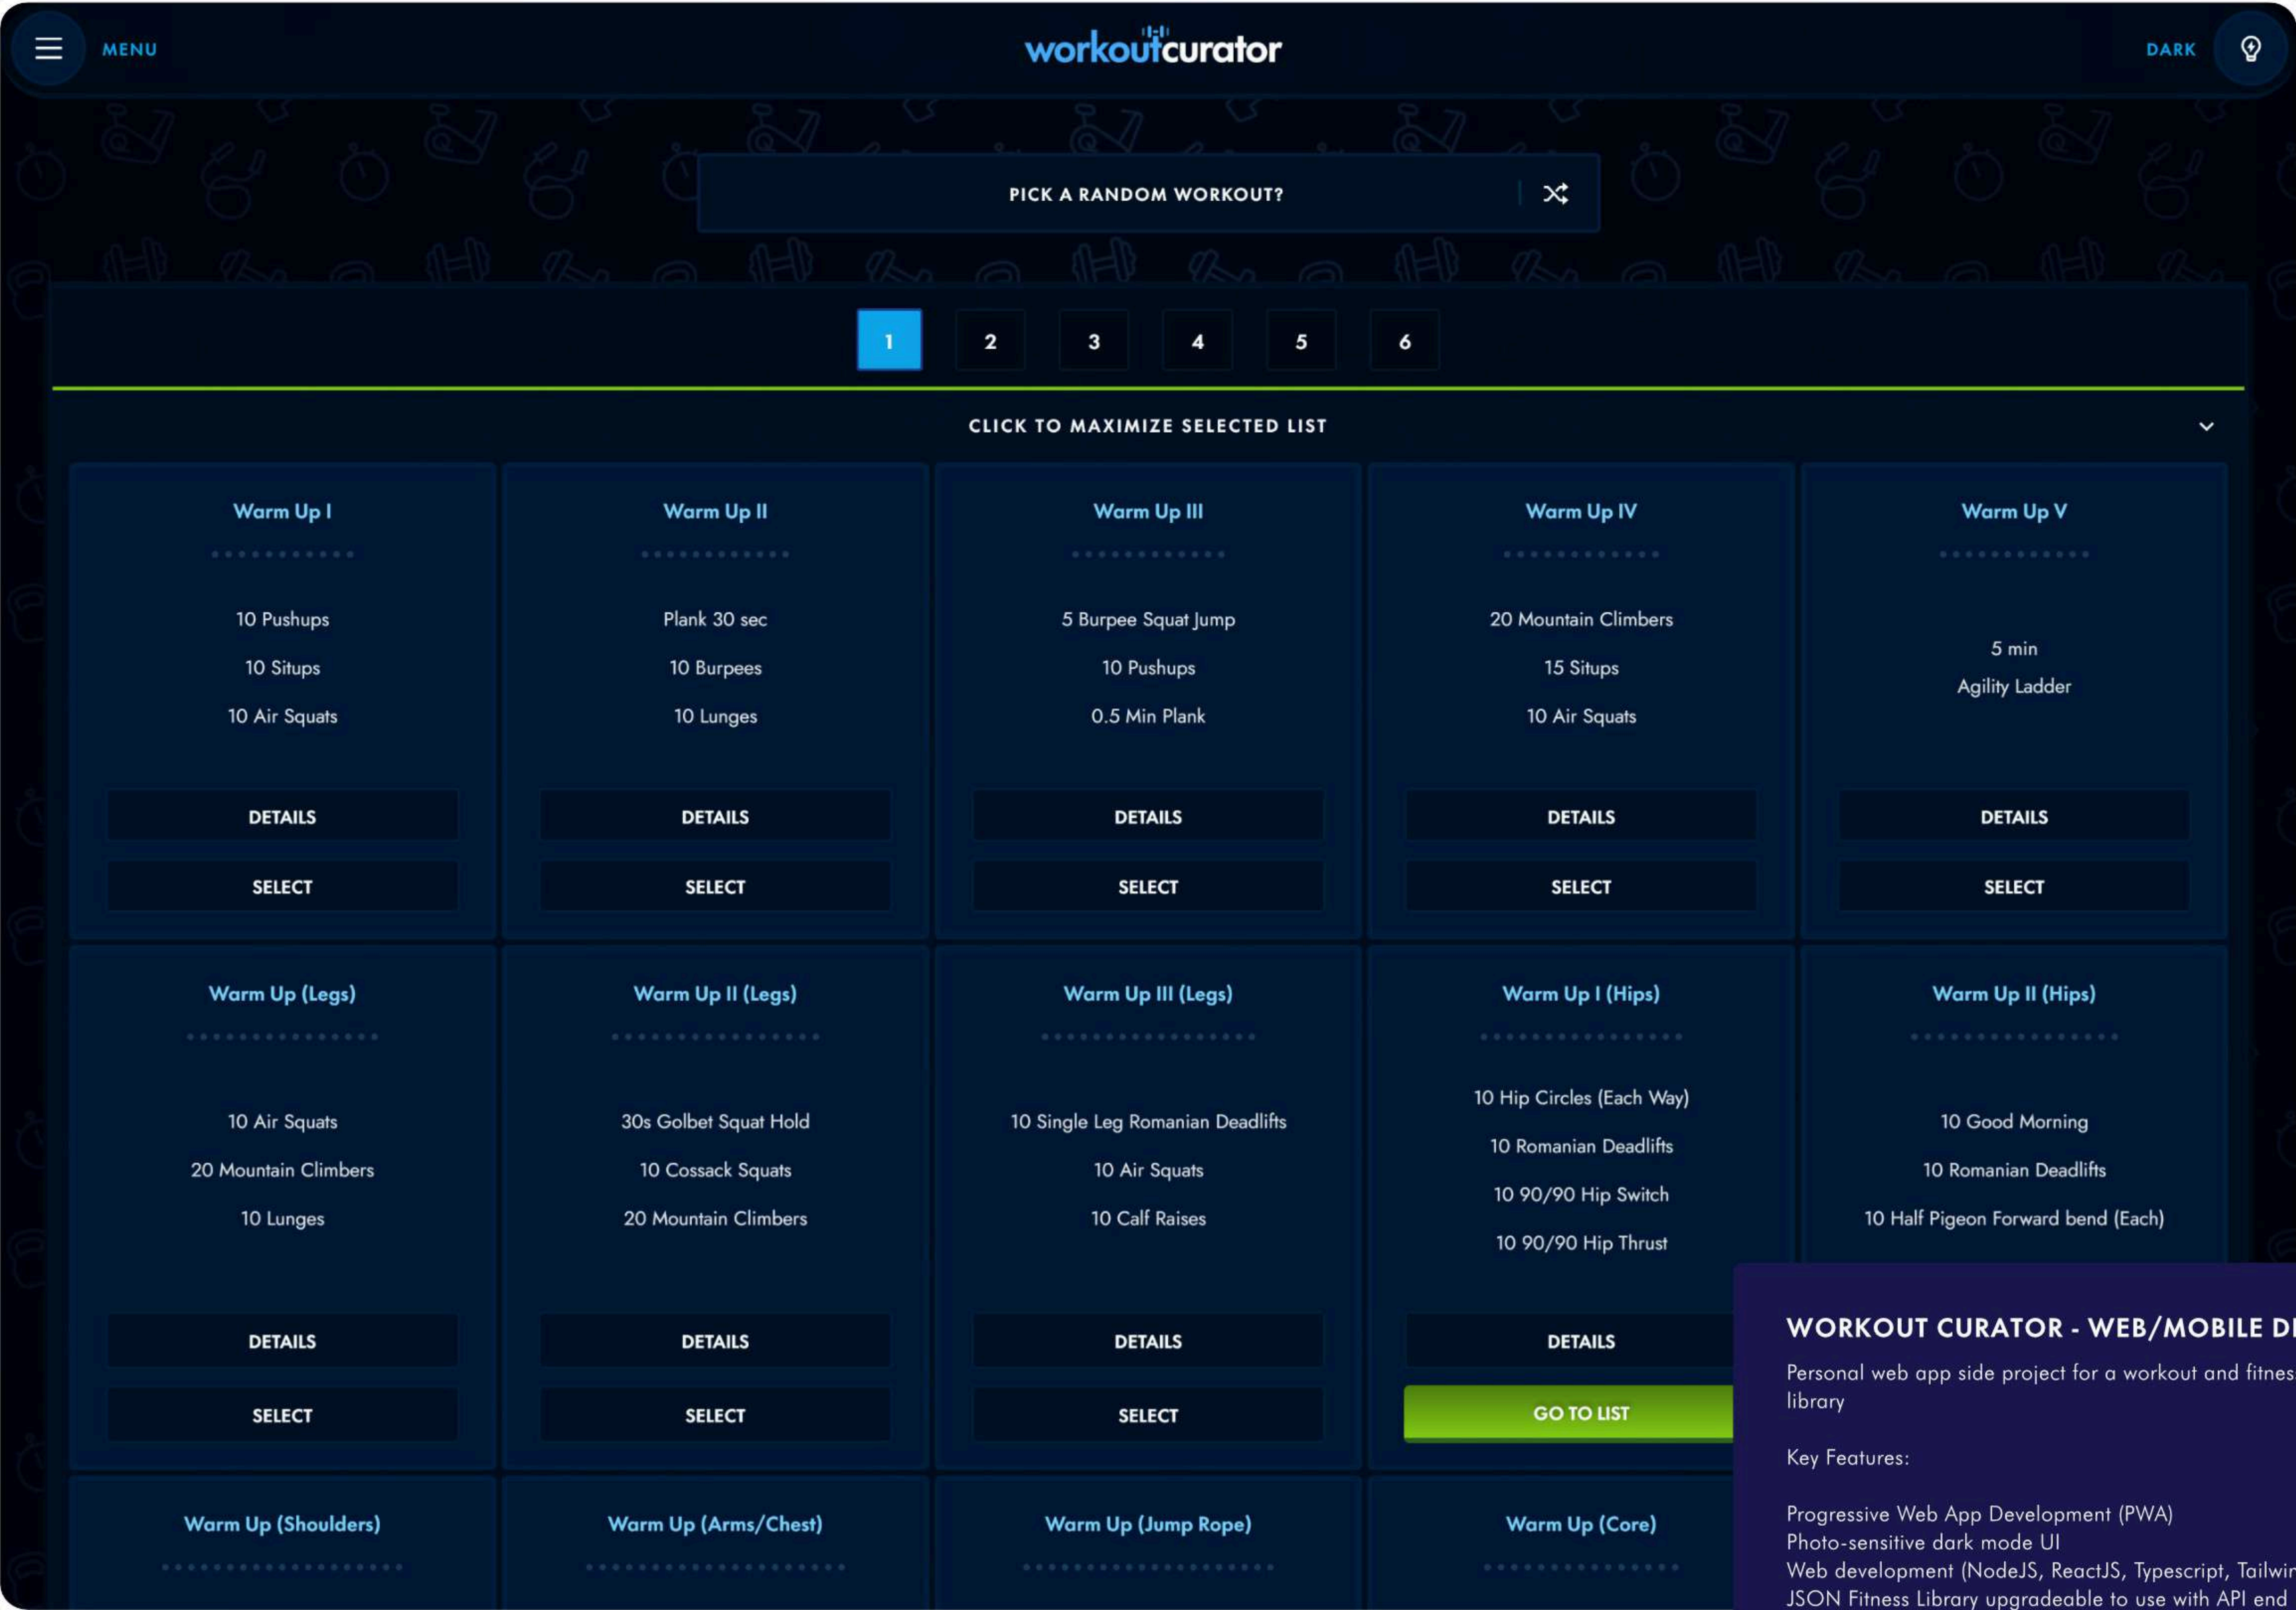 MENU
workoutcurator
DARK
PICK A RANDOM WORKOUT?
1 2 3 4 5 6
CLICK TO MAXIMIZE SELECTED LIST
Warm Up I
10 Pushups
10 Situps
10 Air Squats
DETAILS
SELECT
Warm Up II
Plank 30 sec
10 Burpees
10 Lunges
DETAILS
SELECT
Warm Up III
5 Burpee Squat Jump
10 Pushups
0.5 Min Plank
DETAILS
SELECT
Warm Up IV
20 Mountain Climbers
15 Situps
10 Air Squats
DETAILS
SELECT
Warm Up V
5 min
Agility Ladder
DETAILS
SELECT
Warm Up (Legs)
10 Air Squats
20 Mountain Climbers
10 Lunges
DETAILS
SELECT
Warm Up II (Legs)
30s Golbet Squat Hold
10 Cossack Squats
20 Mountain Climbers
DETAILS
SELECT
Warm Up III (Legs)
10 Single Leg Romanian Deadlifts
10 Air Squats
10 Calf Raises
DETAILS
SELECT
Warm Up I (Hips)
10 Hip Circles (Each Way)
10 Romanian Deadlifts
10 90/90 Hip Switch
10 90/90 Hip Thrust
DETAILS
GO TO LIST
Warm Up II (Hips)
10 Good Morning
10 Romanian Deadlifts
10 Half Pigeon Forward bend (Each)
Warm Up (Shoulders)
Warm Up (Arms/Chest)
Warm Up (Jump Rope)
Warm Up (Core)
WORKOUT CURATOR - WEB/MOBILE
Personal web app side project for a workout and
library
Key Features:
Progressive Web App Development (PWA)
Photo-sensitive dark mode UI
Web development (NodeJS, ReactJS, Typescript,
JSON Fitness Library upgradeable to use with API end